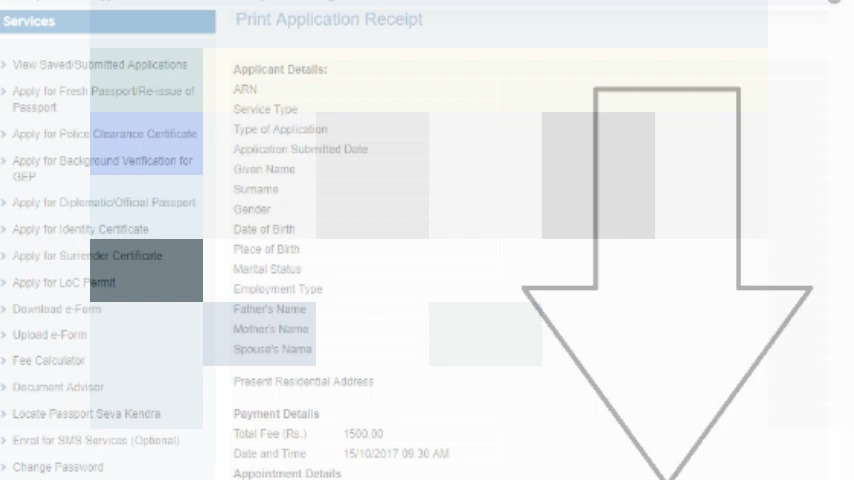 Services
View Saved/Submitted Applications
Apply for Fresh Passport/Re-issue of
Passport
Apply for Police Clearance Certificate
Apply for Background Verification for
GEP
Apply for Diplomatic/Official Passport
Apply for Identity Certificate
Apply for Surrender Certificate
Apply for LoC Permit
Download e-Form
Upload e-Form
Fee Calculator
Document Advisor
Locate Passport Seva Kendra
Enrol for SMS Services (Optional)
Change Password
Print Application Receipt
Applicant Details:
ARN
Service Type
Type of Application
Application Submitted Date
Given Name
Surname
Gender
Date of Birth
Place of Birth
Marital Status
Employment Type
Father's Name
Mother's Name
Spouse's Name
Present Residential Address
Payment Details
Total Fee (Rs.) 1500.00
Date and Time 15/10/2017 09:30 AM
Appointment Details